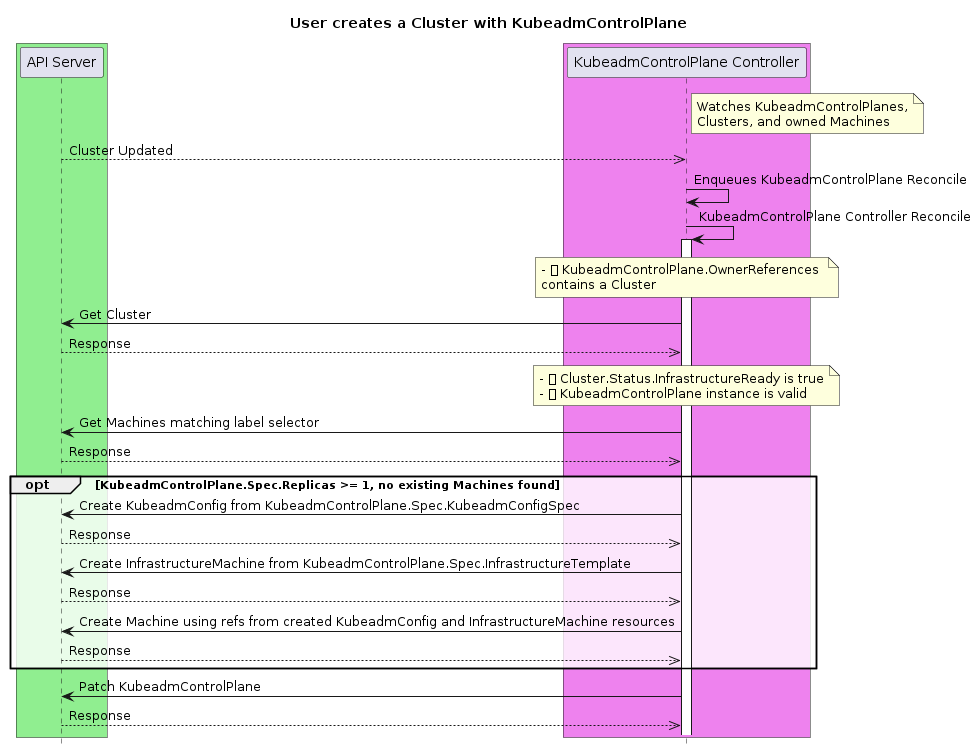 User creates a Cluster with KubeadmControlPlane
API Server
KubeadmControlPlane Controller
Watches KubeadmControlPlanes,
Clusters, and owned Machines
Cluster Updated
Enqueues KubeadmControlPlane Reconcile
KubeadmControlPlane Controller Reconcile
- KubeadmControlPlane.OwnerReferences
contains a Cluster
Get Cluster
Response
- Cluster.Status.InfrastructureReady is true
- KubeadmControlPlane instance is valid
Get Machines matching label selector
Response
opt [KubeadmControlPlane.Spec.Replicas >= 1, no existing Machines found]
Create KubeadmConfig from KubeadmControlPlane.Spec.KubeadmConfigSpec
Response
Create InfrastructureMachine from KubeadmControlPlane.Spec.InfrastructureTemplate
Response
Create Machine using refs from created KubeadmConfig and InfrastructureMachine resources
Response
Patch KubeadmControlPlane
Response